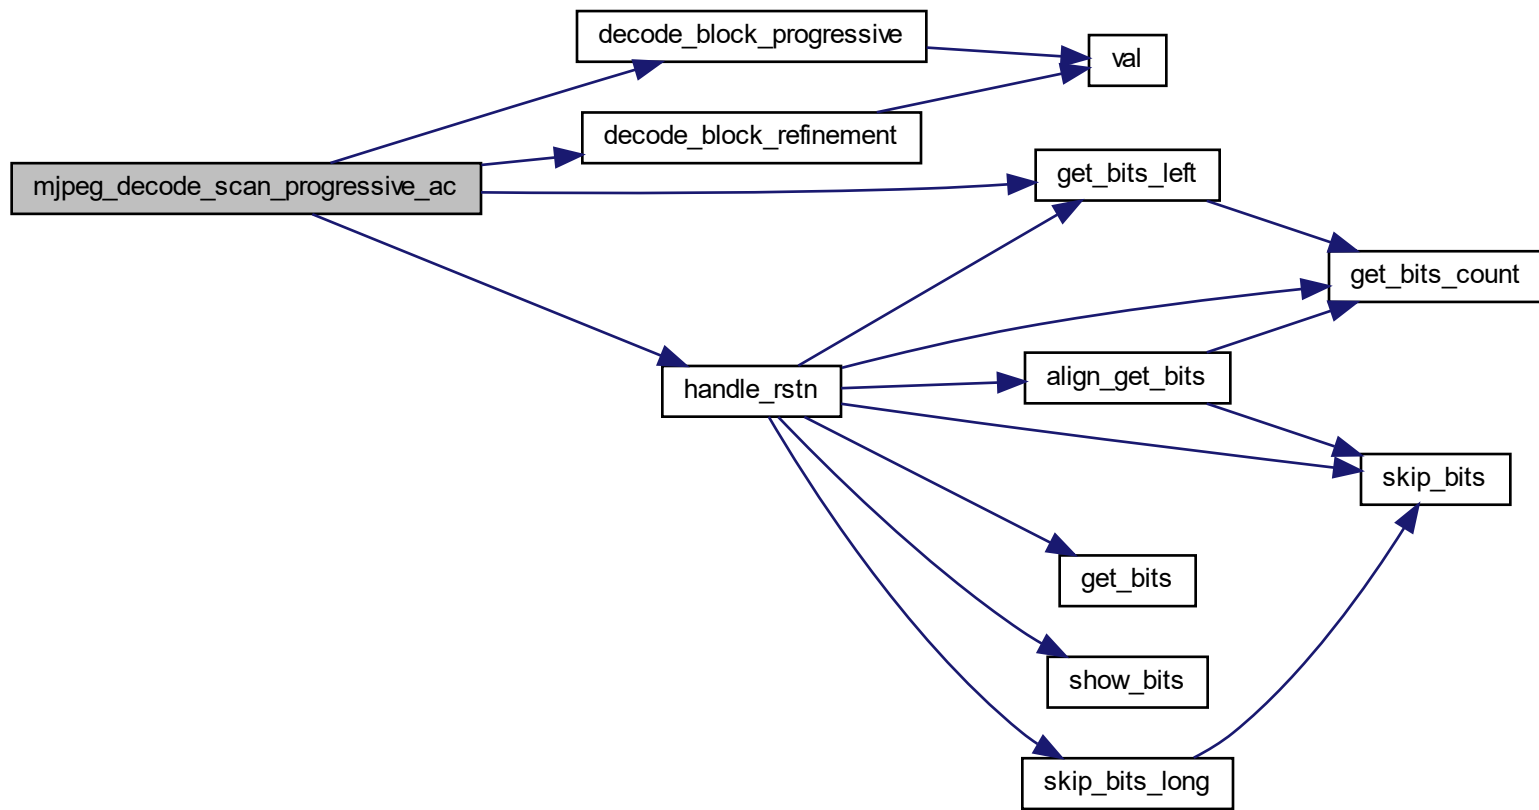 decode_block_progressive
val
decode_block_refinement
get_bits_left
mjpeg_decode_scan_progressive_ac
get_bits_count
align_get_bits
handle_rstn
skip_bits
get_bits
show_bits
skip_bits_long